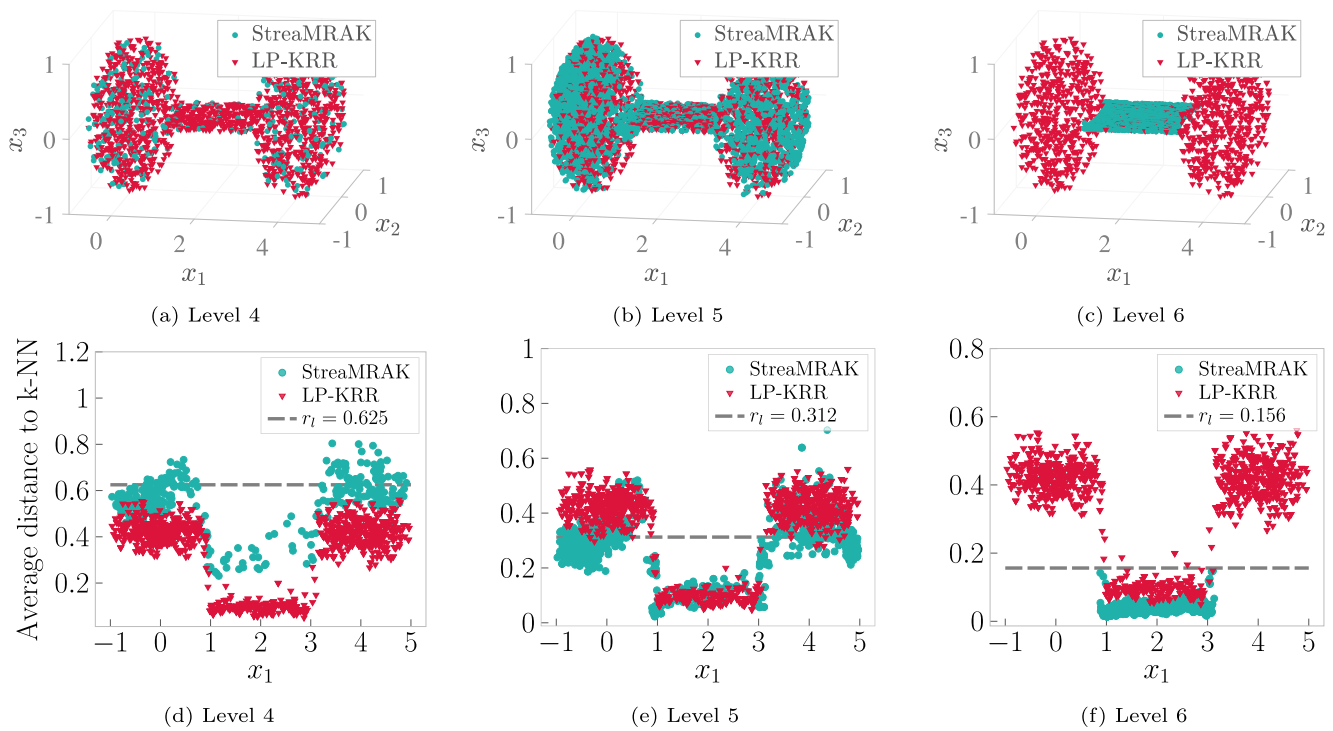 StreaMRAK
LP-KRR
1
0
-1
x3
0
2
4
x1
-1
0
1
x2
(a) Level 4
StreaMRAK
LP-KRR
1
0
-1
x3
0
2
4
x1
-1
0
1
x2
(b) Level 5
StreaMRAK
LP-KRR
1
0
-1
x3
0
2
4
x1
-1
0
1
x2
(c) Level 6
Average distance to k-NN
1.2
1
0.8
0.6
0.4
0.2
StreaMRAK
LP-KRR
r_l = 0.625
−1 0 1 2 3 4 5
x1
(d) Level 4
1
0.8
0.6
0.4
0.2
0
StreaMRAK
LP-KRR
r_l = 0.312
−1 0 1 2 3 4 5
x1
(e) Level 5
0.8
0.6
0.4
0.2
0
StreaMRAK
LP-KRR
r_l = 0.156
−1 0 1 2 3 4 5
x1
(f) Level 6